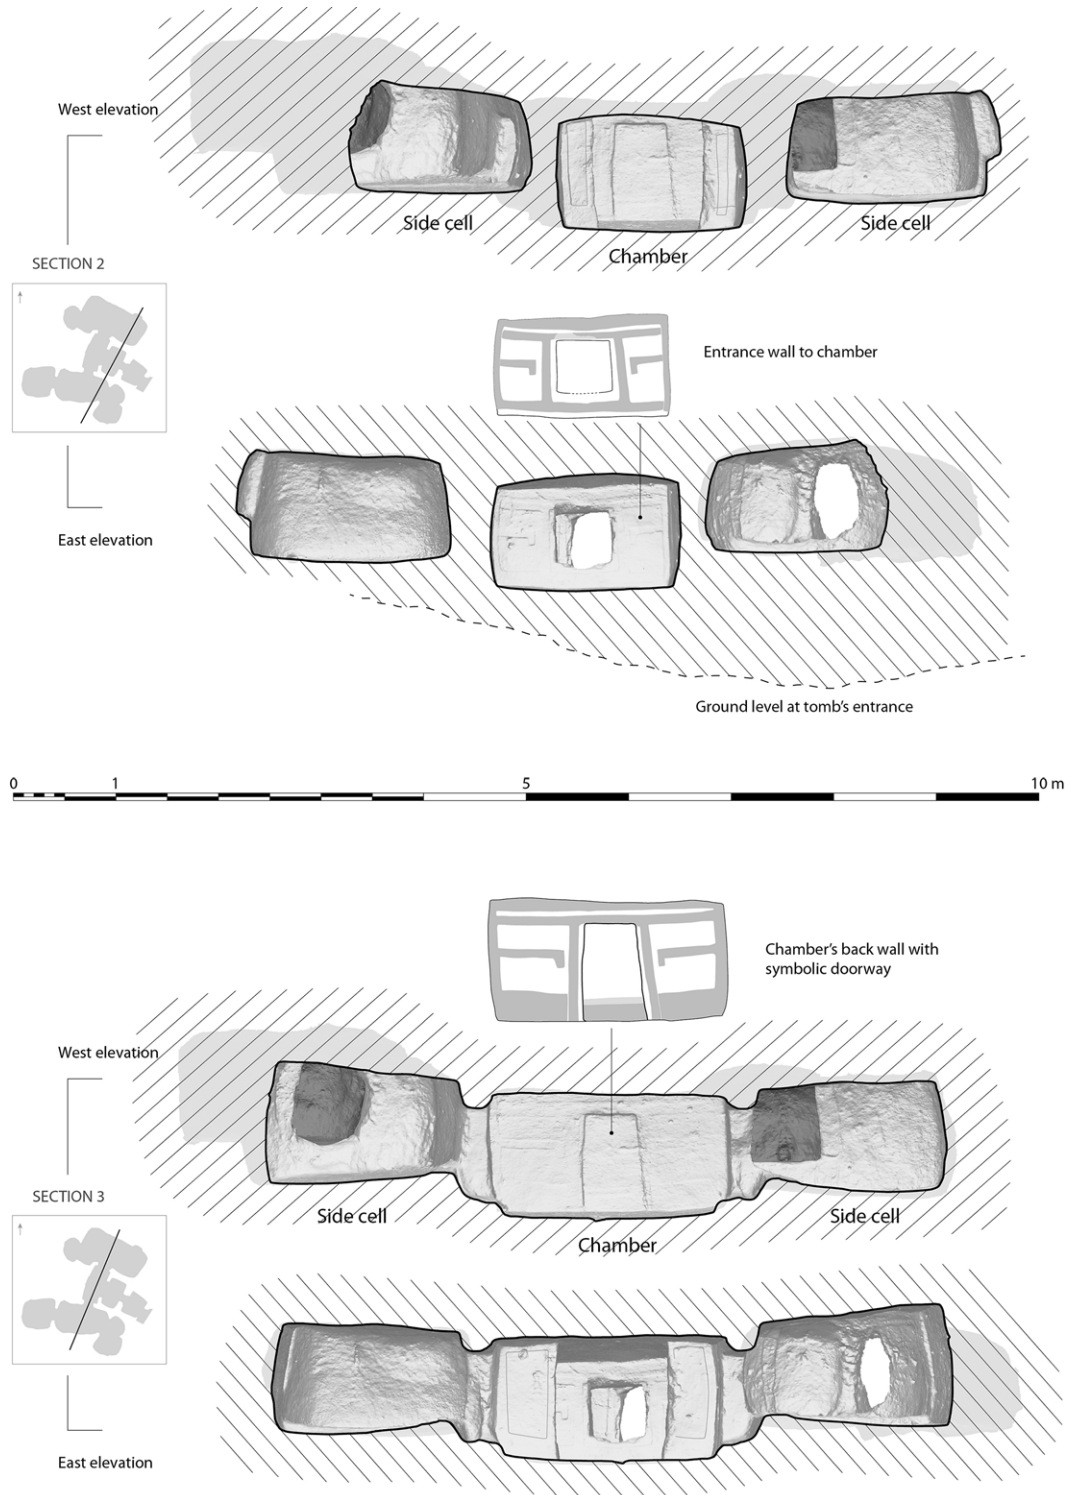 West elevation
Side cell
Side cell
Chamber
SECTION 2
Entrance wall to chamber
East elevation
Ground level at tomb's entrance
0 1 5 10 m
Chamber's back wall with
symbolic doorway
West elevation
SECTION 3
Side cell
Side cell
Chamber
East elevation